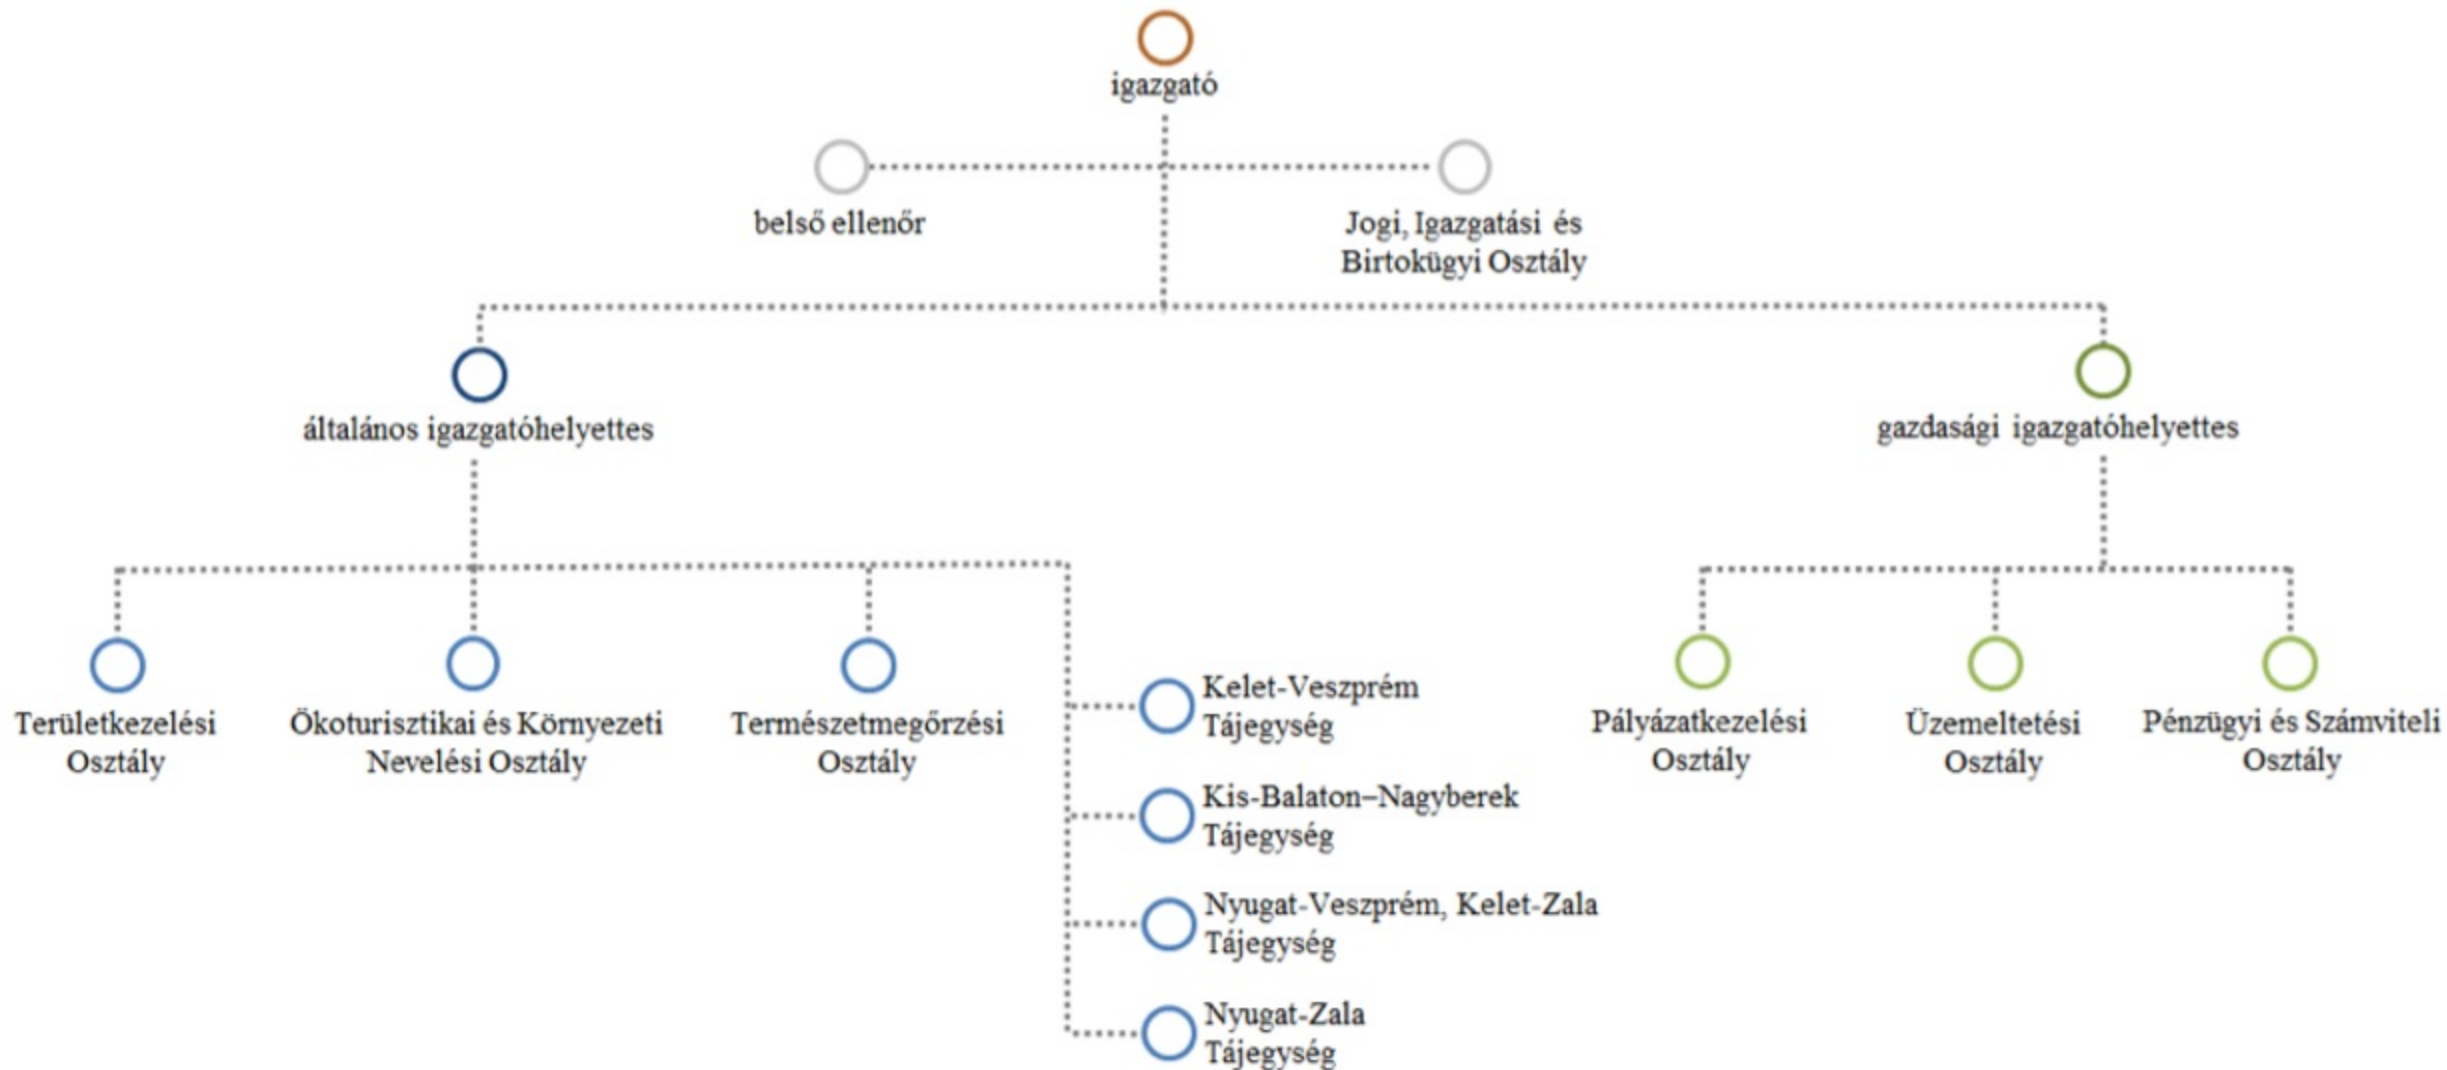 igazgató
belső ellenőr
Jogi, Igazgatási és
Birtokügyi Osztály
általános igazgatóhelyettes
gazdasági igazgatóhelyettes
Területkezelési
Osztály
Ökoturisztikai és Környezeti
Nevelési Osztály
Természetmegőrzési
Osztály
Kelet-Veszprém
Tájegység
Kis-Balaton–Nagyberek
Tájegység
Nyugat-Veszprém, Kelet-Zala
Tájegység
Nyugat-Zala
Tájegység
Pályázatkezelési
Osztály
Üzemeltetési
Osztály
Pénzügyi és Számviteli
Osztály